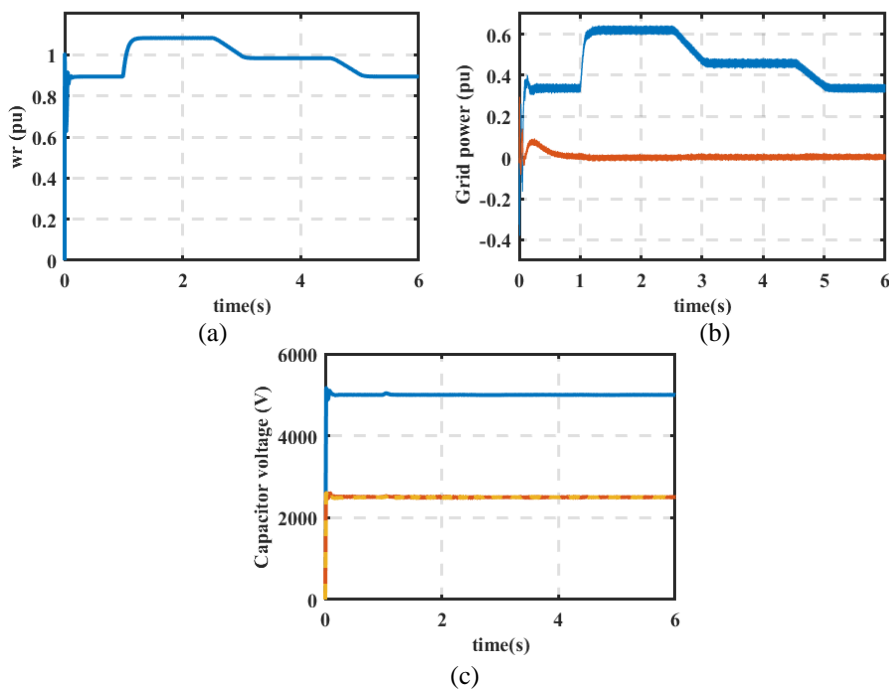 1
0.8
0.6
0.4
0.2
0
wr (pu)
0 2 4 6
time(s)
(a)
0.6
0.4
0.2
0
-0.2
-0.4
Grid power (pu)
0 1 2 3 4 5 6
time(s)
(b)
6000
4000
2000
0
Capacitor voltage (V)
0 2 4 6
time(s)
(c)